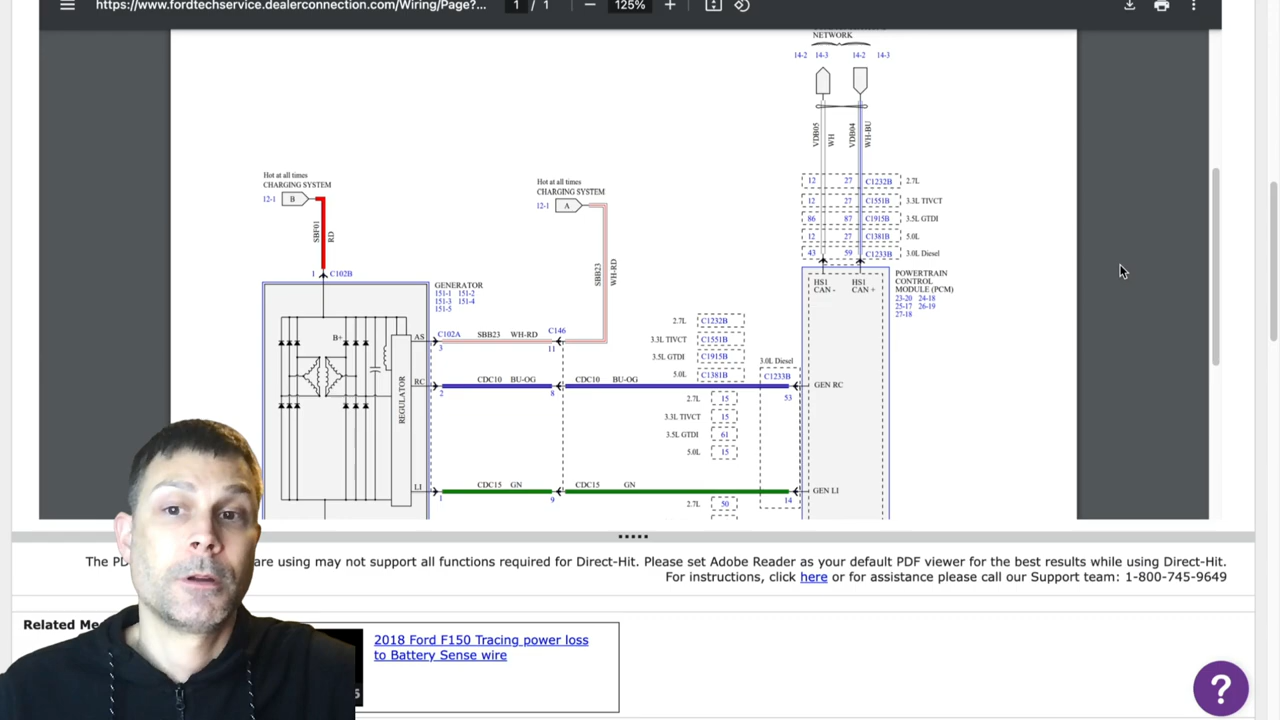 https://www.fordtechservice.dealerconnection.com/Wiring/Page?...
1 / 1
125%
NETWORK
14-2 14-3 14-2 14-3
VDB05
WH
VDB04
WH-BU
12 27 C1232B 2.7L
12 27 C1551B 3.3L TIVCT
86 87 C1915B 3.5L GTDI
12 27 C1381B 5.0L
43 59 C1233B 3.0L Diesel
Hot at all times
CHARGING SYSTEM
12-1 B
SBF01
RD
1 C102B
Hot at all times
CHARGING SYSTEM
12-1 A
SBB23
WH-RD
HS1
CAN -
HS1
CAN +
POWERTRAIN
CONTROL
MODULE (PCM)
23-20 24-18
25-17 26-19
27-18
GENERATOR
151-1 151-2
151-3 151-4
151-5
B+
REGULATOR
AS C102A SBB23 WH-RD C146
3 11
2.7L C1232B
3.3L TIVCT C1551B
3.5L GTDI C1915B
5.0L C1381B
3.0L Diesel
C1233B
RC CDC10 BU-OG CDC10 BU-OG GEN RC
2 8 53
2.7L 15
3.3L TIVCT 15
3.5L GTDI 61
5.0L 15
LI CDC15 GN CDC15 GN GEN LI
1 9 14
2.7L 50
The PD
are using may not support all functions required for Direct-Hit. Please set Adobe Reader as your default PDF viewer for the best results while using Direct-Hit.
For instructions, click here or for assistance please call our Support team: 1-800-745-9649
Related Me
2018 Ford F150 Tracing power loss
to Battery Sense wire
?